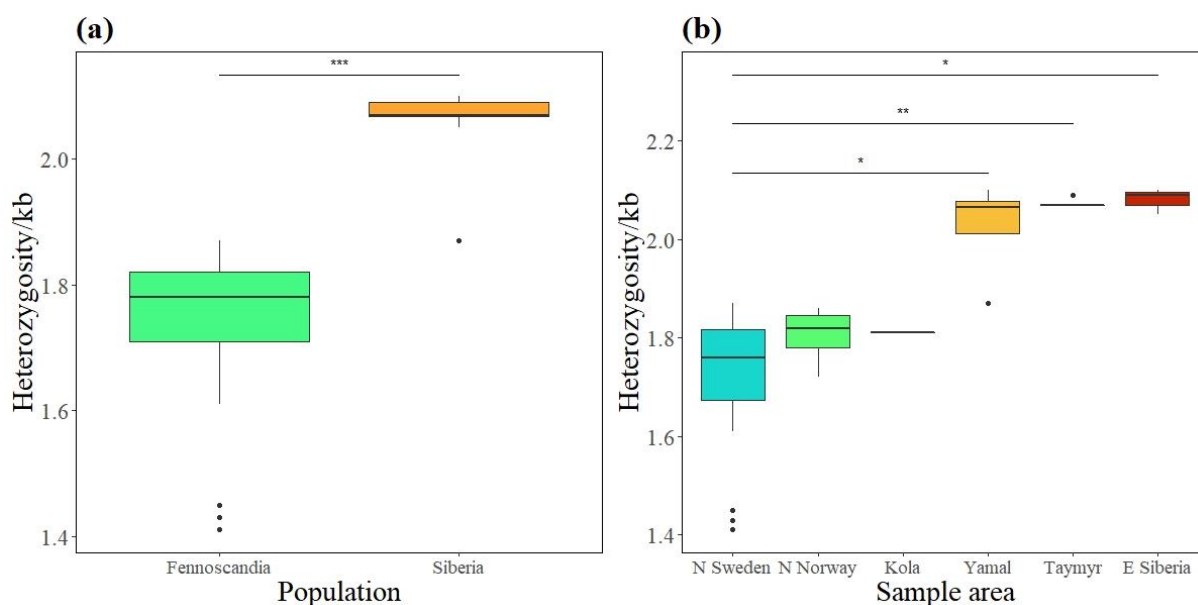 (a)
***
2.0
1.8
1.6
1.4
Heterozygosity/kb
Fennoscandia Siberia
Population
(b)
*
**
*
2.2
2.0
1.8
1.6
1.4
Heterozygosity/kb
N Sweden N Norway Kola Yamal Taymyr E Siberia
Sample area